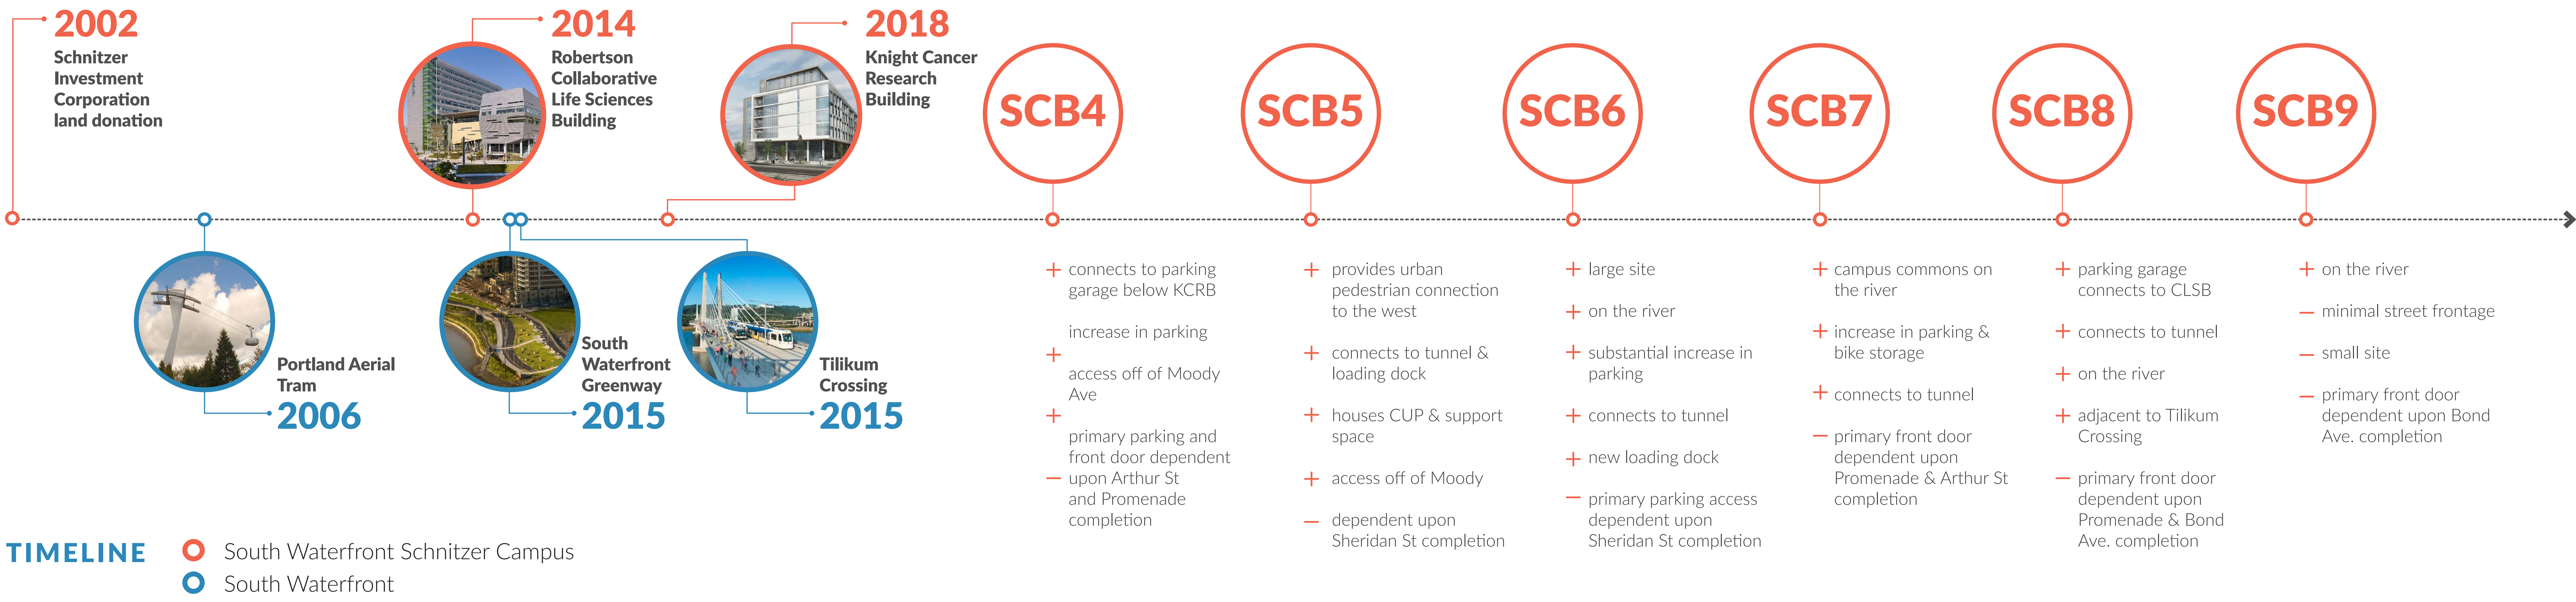 2002
Schnitzer
Investment
Corporation
land donation
2014
Robertson
Collaborative
Life Sciences
Building
2018
Knight Cancer
Research
Building
SCB4
SCB5
SCB6
SCB7
SCB8
SCB9
Portland Aerial
Tram
2006
South
Waterfront
Greenway
2015
Tilikum
Crossing
2015
+ connects to parking
garage below KCRB
increase in parking
+
access off of Moody
Ave
+
primary parking and
front door dependent
– upon Arthur St
and Promenade
completion
+ provides urban
pedestrian connection
to the west
+ connects to tunnel &
loading dock
+ houses CUP & support
space
+ access off of Moody
– dependent upon
Sheridan St completion
+ large site
+ on the river
+ substantial increase in
parking
+ connects to tunnel
+ new loading dock
– primary parking access
dependent upon
Sheridan St completion
+ campus commons on
the river
+ increase in parking &
bike storage
+ connects to tunnel
– primary front door
dependent upon
Promenade & Arthur St
completion
+ parking garage
connects to CLSB
+ connects to tunnel
+ on the river
+ adjacent to Tilikum
Crossing
– primary front door
dependent upon
Promenade & Bond
Ave. completion
+ on the river
– minimal street frontage
– small site
– primary front door
dependent upon Bond
Ave. completion
TIMELINE
South Waterfront Schnitzer Campus
South Waterfront